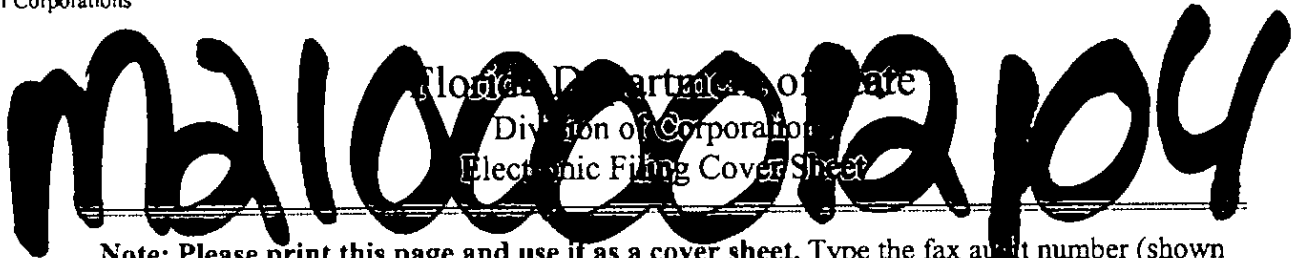 Corporations
Florida Department of State
Division of Corporations
Electronic Filing Cover Sheet
Note: Please print this page and use it as a cover sheet. Type the fax audit number (shown